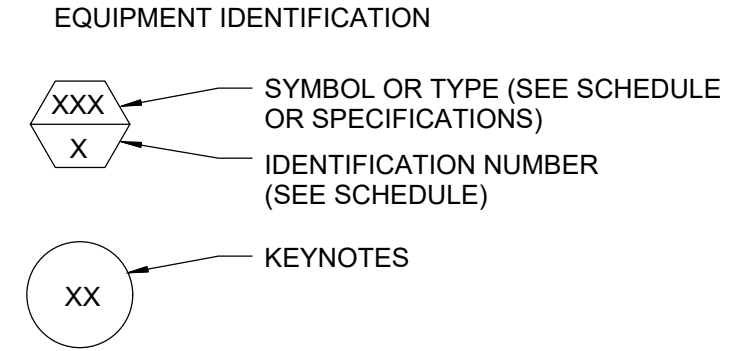 EQUIPMENT IDENTIFICATION
XXX
SYMBOL OR TYPE (SEE SCHEDULE
OR SPECIFICATIONS)
X
IDENTIFICATION NUMBER
(SEE SCHEDULE)
KEYNOTES
XX